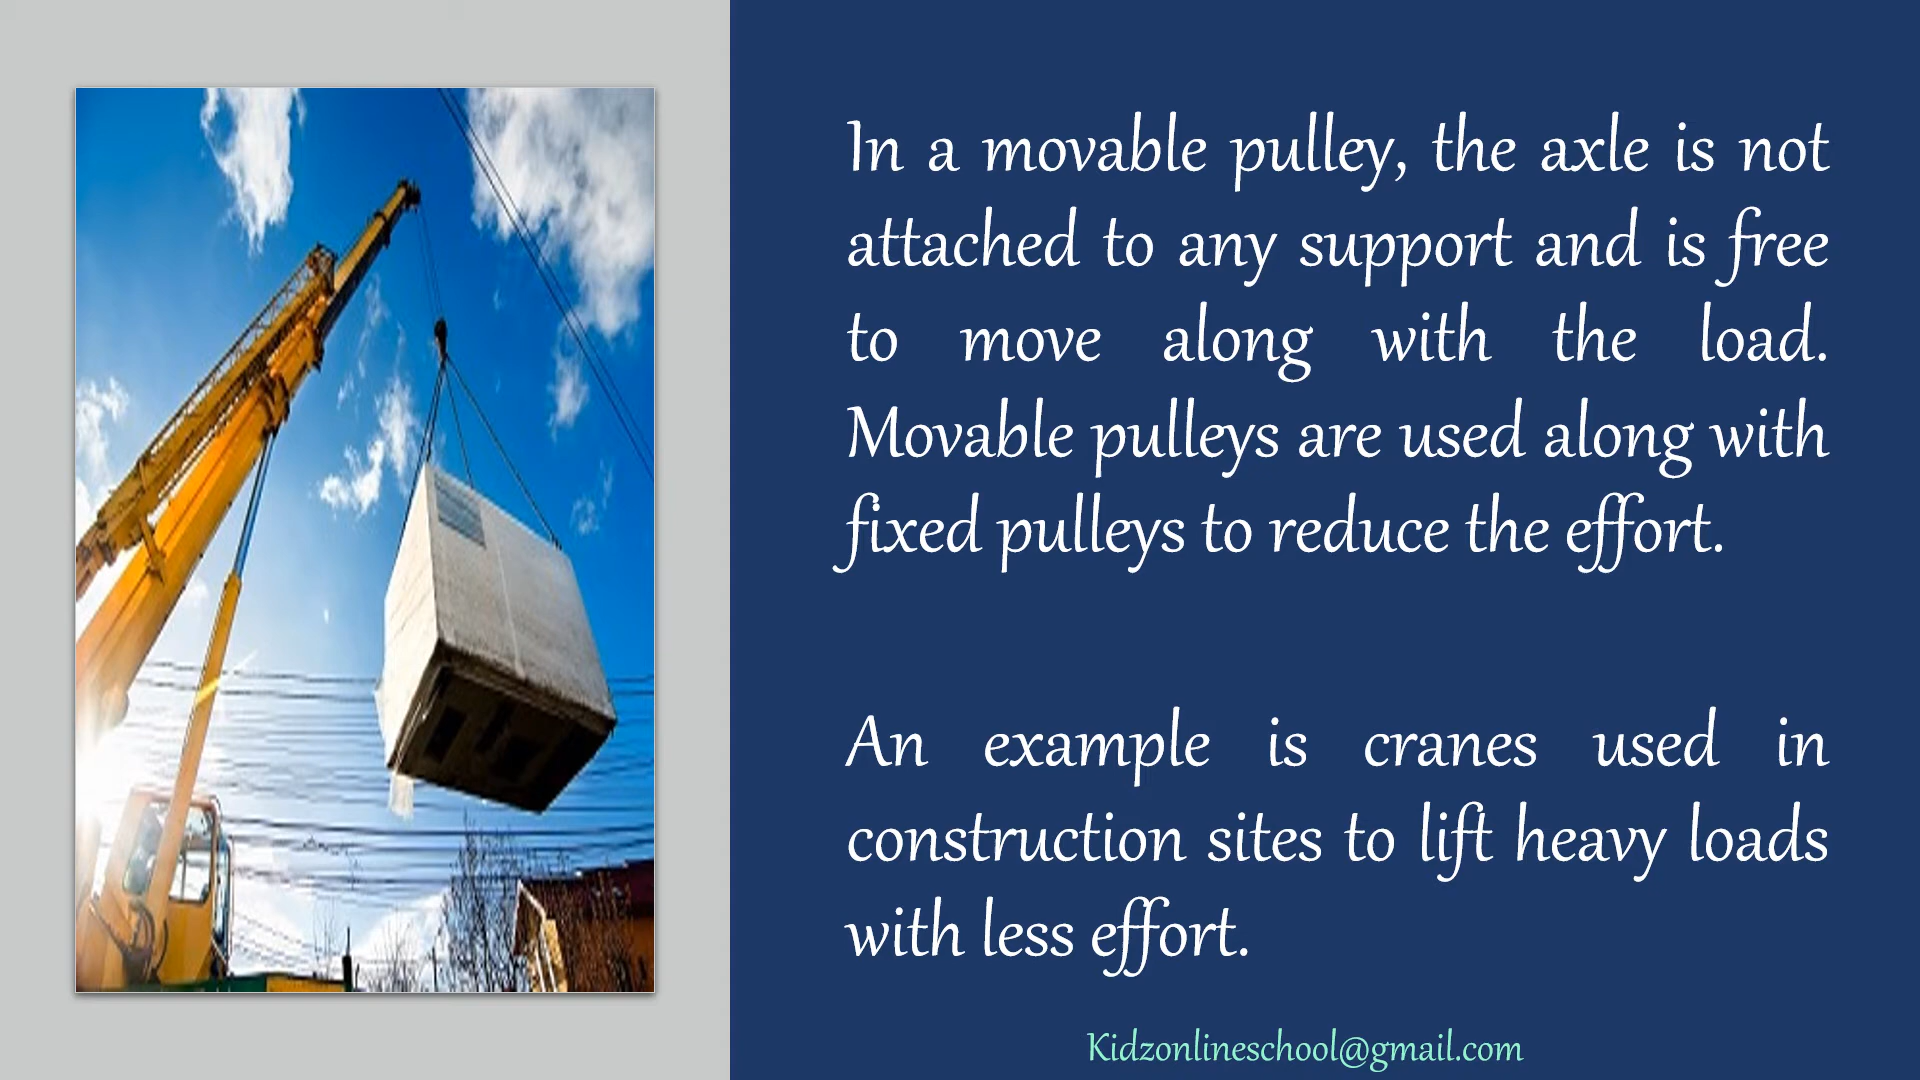 In a movable pulley, the axle is not
attached to any support and is free
to move along with the load.
Movable pulleys are used along with
fixed pulleys to reduce the effort.
An example is cranes used in
construction sites to lift heavy loads
with less effort.
Kidzonlineschool@gmail.com